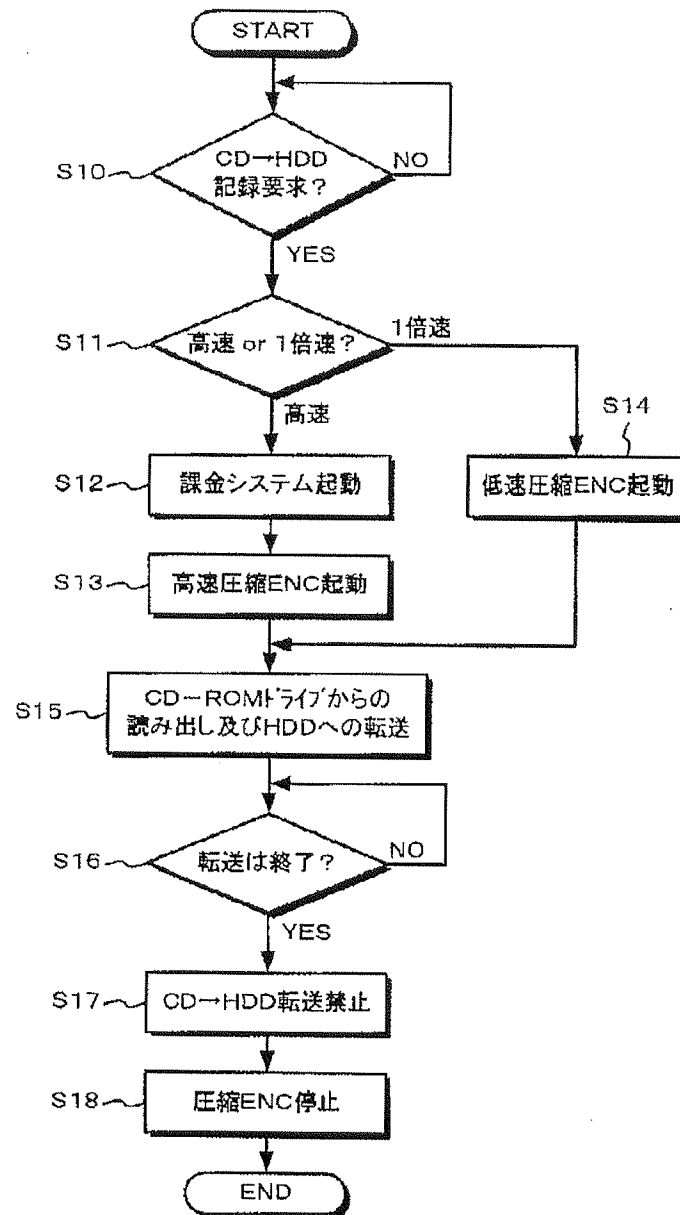 START
S10
CD→HDD
記録要求？
NO
YES
S11
高速 or 1倍速？
1倍速
高速
S14
S12
課金システム起動
低速圧縮ENC起動
S13
高速圧縮ENC起動
S15
CD－ROMドライブからの
読み出し及びHDDへの転送
S16
転送は終了？
NO
YES
S17
CD→HDD転送禁止
S18
圧縮ENC停止
END